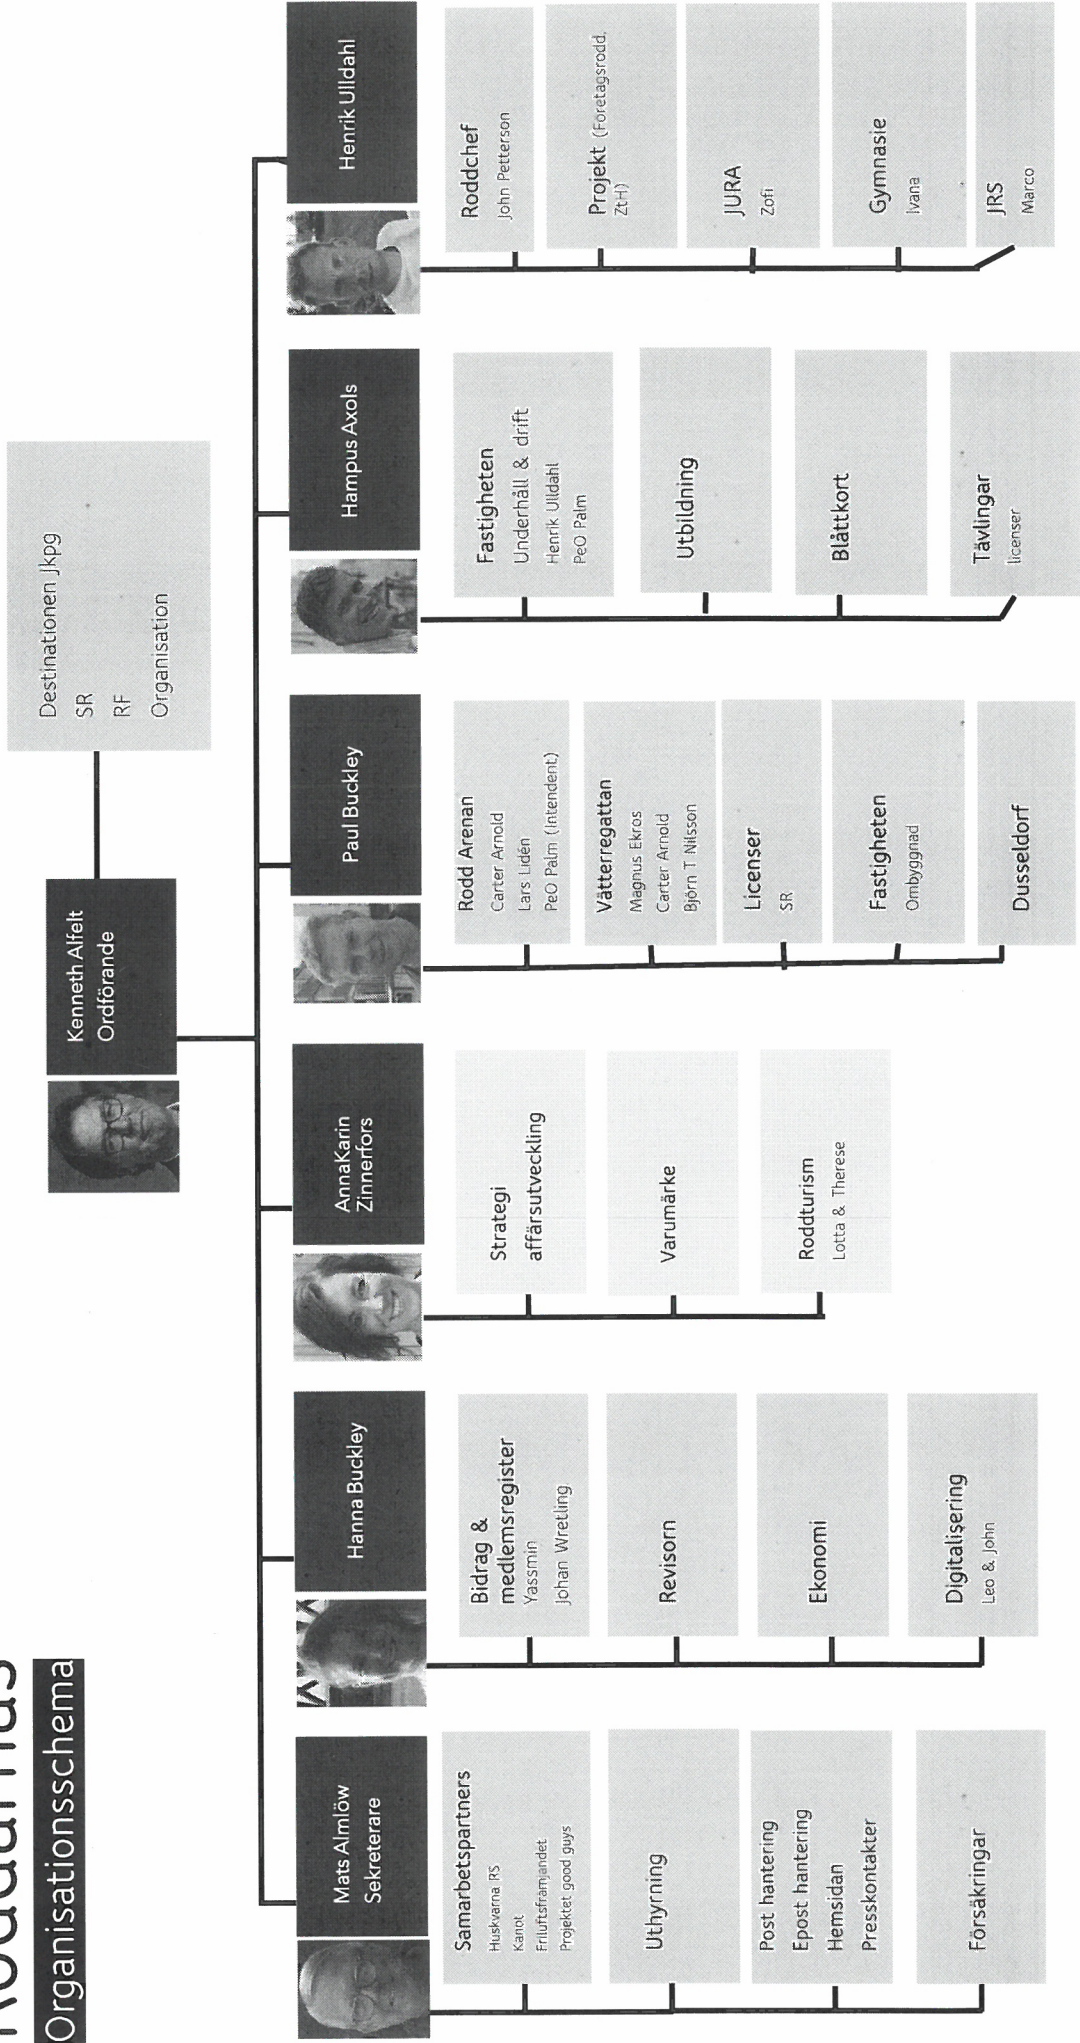 Organisationsschema
Kenneth Alfelt
Ordförande
Destinationen Jkpg
SR
RF
Organisation
Mats Almlöw
Sekreterare
Samarbetspartners
Huskvarna RS
Kanot
Friluftsframjandet
Projektet good guys
Uthyrning
Post hantering
Epost hantering
Hemsidan
Presskontakter
Försäkringar
Hanna Buckley
Bidrag &
medlemsregister
Yassmin
Johan Wretling
Revisorn
Ekonomi
Digitalisering
Leo & John
AnnaKarin
Zinnerfors
Strategi
affärsutveckling
Varumärke
Roddturism
Lotta & Therese
Paul Buckley
Rodd Arenan
Carter Arnold
Lars Lidén
PeO Palm (Intendent)
Vätterregattan
Magnus Ekros
Carter Arnold
Björn T Nilsson
Licenser
SR
Fastigheten
Ombyggnad
Dusseldorf
Hampus Axols
Fastigheten
Underhåll & drift
Henrik Ulldahl
PeO Palm
Utbildning
Blåttkort
Tävlingar
licenser
Henrik Ulldahl
Roddchef
John Petterson
Projekt (Foretagsrodd,
ZtH)
JURA
Zofi
Gymnasie
Ivana
JRS
Marco